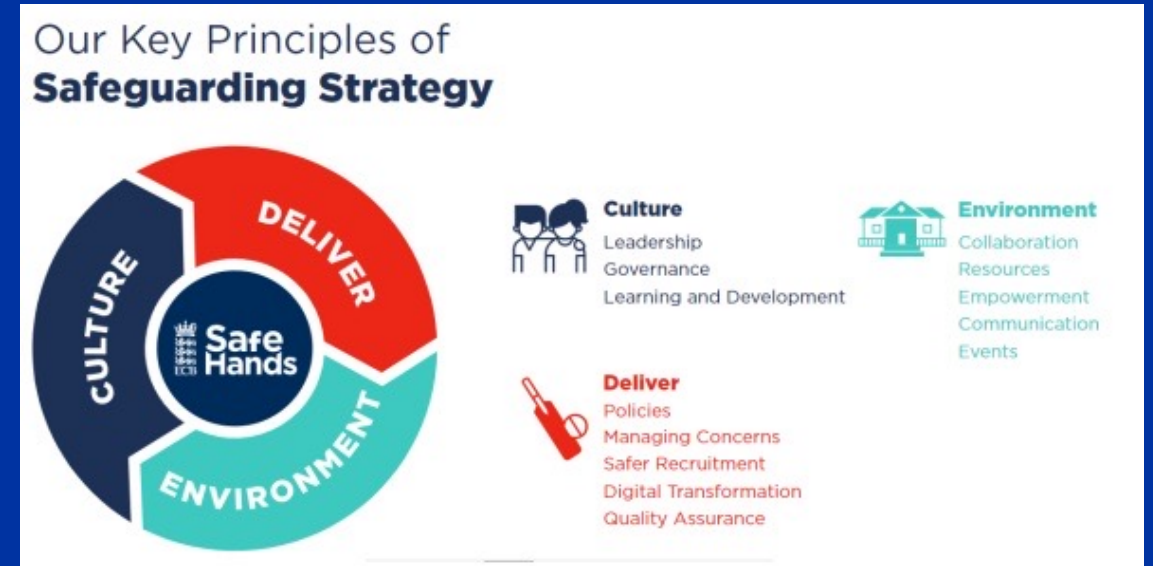 Our Key Principles of
Safeguarding Strategy
DELIVER
CULTURE
ENVIRONMENT
ECB
Safe
Hands
Culture
Leadership
Governance
Learning and Development
Environment
Collaboration
Resources
Empowerment
Communication
Events
Deliver
Policies
Managing Concerns
Safer Recruitment
Digital Transformation
Quality Assurance